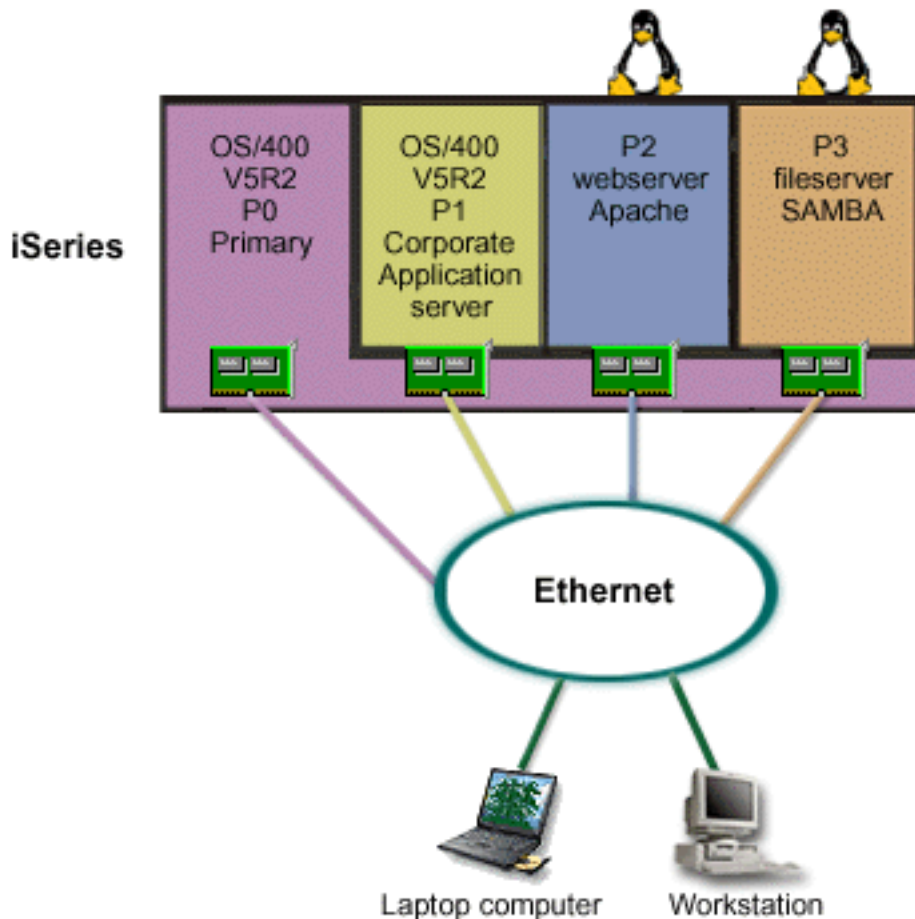 iSeries
OS/400
V5R2
P0
Primary
OS/400
V5R2
P1
Corporate
Application
server
P2
webserver
Apache
P3
fileserver
SAMBA
Ethernet
Laptop computer
Workstation